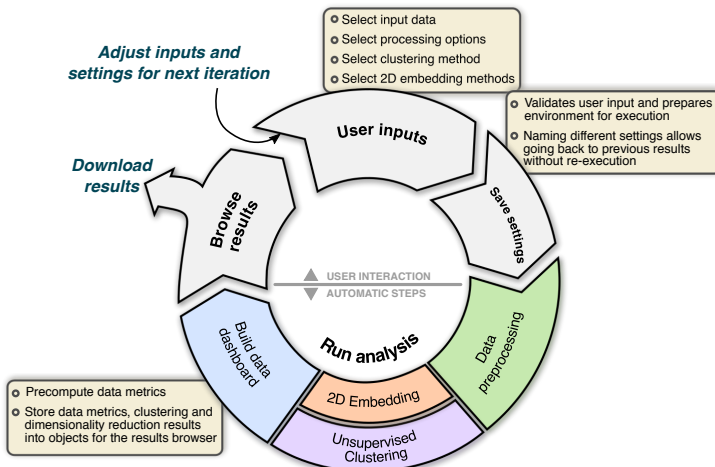 Select input data
Select processing options
Select clustering method
Select 2D embedding methods
Adjust inputs and
settings for next iteration
Validates user input and prepares
environment for execution
Naming different settings allows
going back to previous results
without re-execution
User inputs
Download
results
Browse
results
Save settings
USER INTERACTION
AUTOMATIC STEPS
Run analysis
Build data
dashboard
Data
preprocessing
2D Embedding
Unsupervised
Clustering
Precompute data metrics
Store data metrics, clustering and
dimensionality reduction results
into objects for the results browser